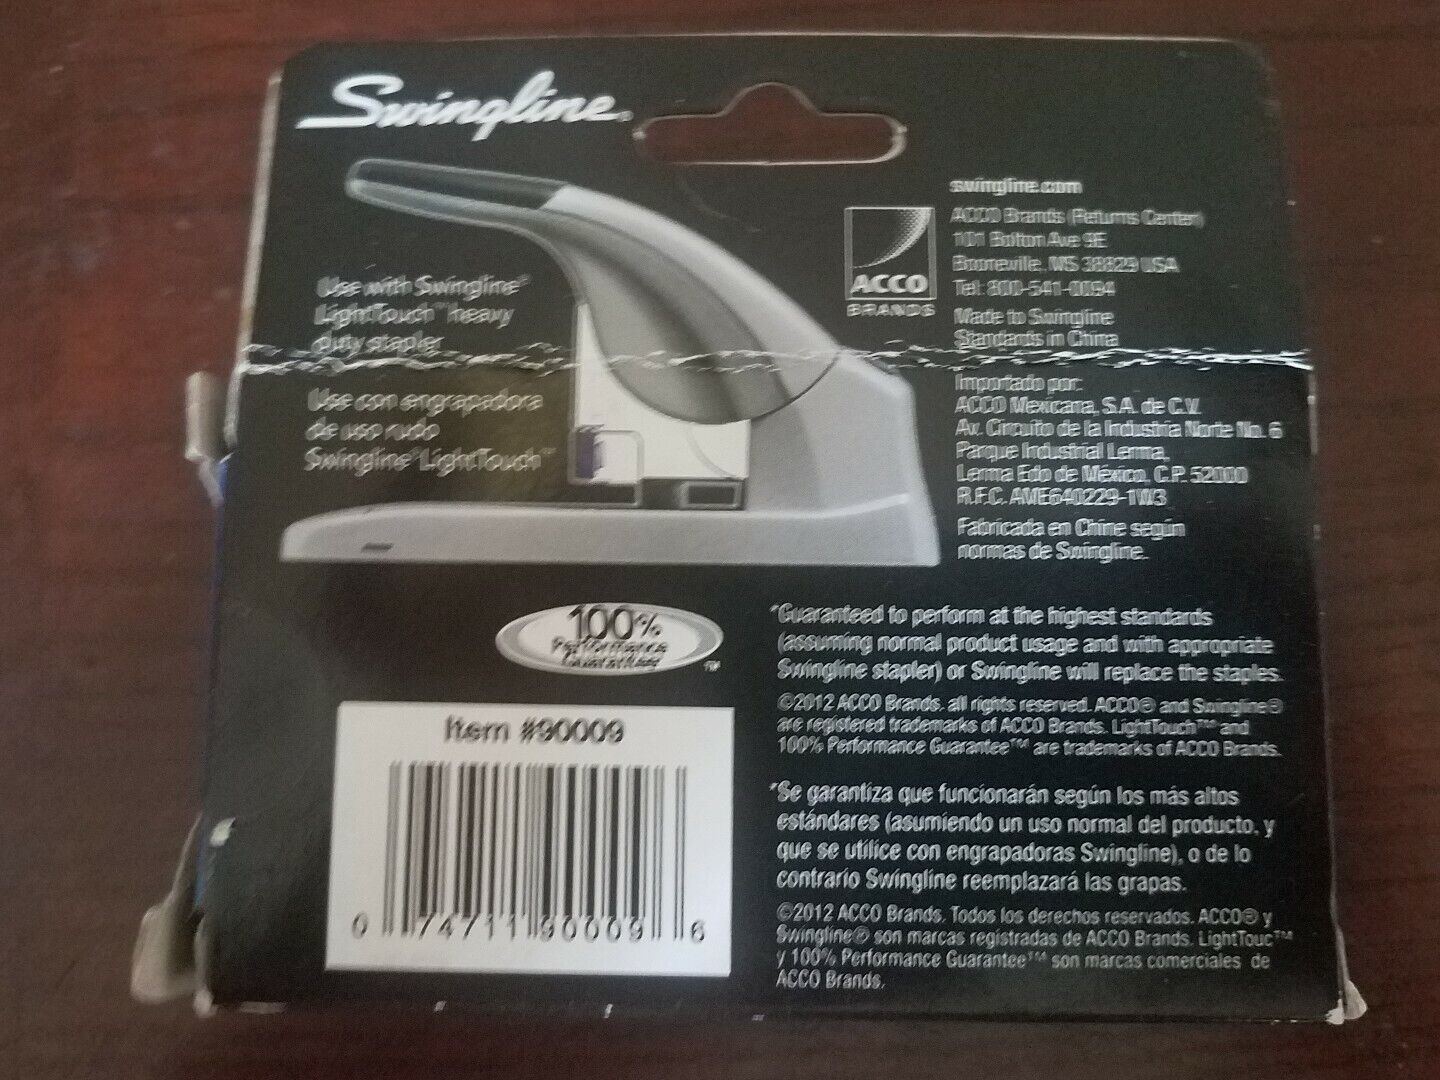 Swingline®
Use with Swingline®
LightTouch™ heavy
duty stapler
Use con engrapadora
de uso rudo
Swingline® LightTouch™
ACCO
BRANDS
swingline.com
ACCO Brands (Returns Center)
101 Bolton Ave 9E
Booneville, MS 38829 USA
Tel: 800-541-0094
Made to Swingline
Standards in China
Importado por:
ACCO Mexicana, S.A. de C.V.
Av. Circuito de la Industria Norte No. 6
Parque Industrial Lerma,
Lerma Edo de México, C.P. 52000
R.F.C. AME640229-1W3
Fabricada en Chine según
normas de Swingline.
100%
Performance
Guarantee
™
*Guaranteed to perform at the highest standards
(assuming normal product usage and with appropriate
Swingline stapler) or Swingline will replace the staples.
©2012 ACCO Brands. all rights reserved. ACCO® and Swingline®
are registered trademarks of ACCO Brands. LightTouch™ and
100% Performance Guarantee™ are trademarks of ACCO Brands.
*Se garantiza que funcionarán según los más altos
estándares (asumiendo un uso normal del producto, y
que se utilice con engrapadoras Swingline), o de lo
contrario Swingline reemplazará las grapas.
©2012 ACCO Brands. Todos los derechos reservados. ACCO® y
Swingline® son marcas registradas de ACCO Brands. LightTouc™
y 100% Performance Guarantee™ son marcas comerciales de
ACCO Brands.
Item #90009
0 74711 90009 6